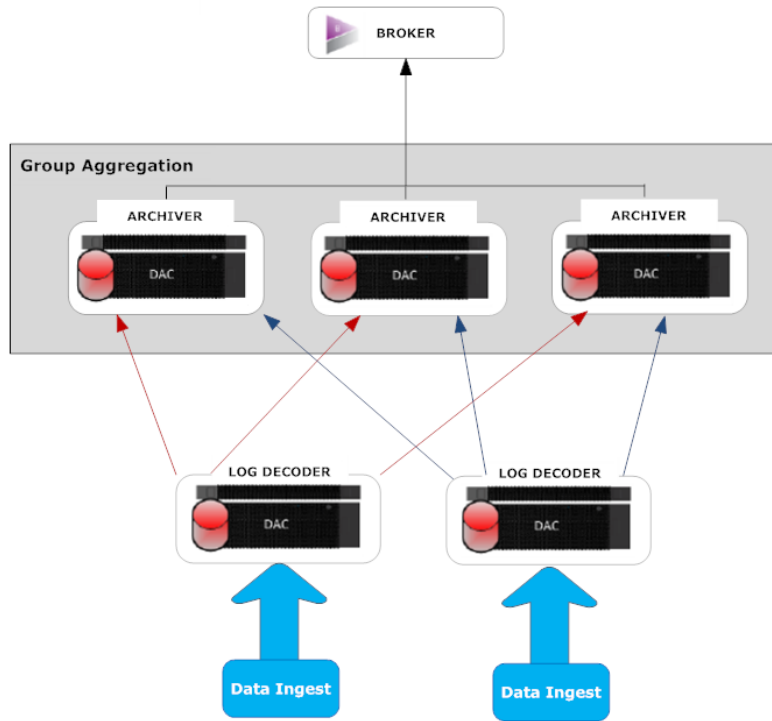 BROKER
Group Aggregation
ARCHIVER
ARCHIVER
ARCHIVER
DAC
DAC
DAC
LOG DECODER
LOG DECODER
DAC
DAC
Data Ingest
Data Ingest